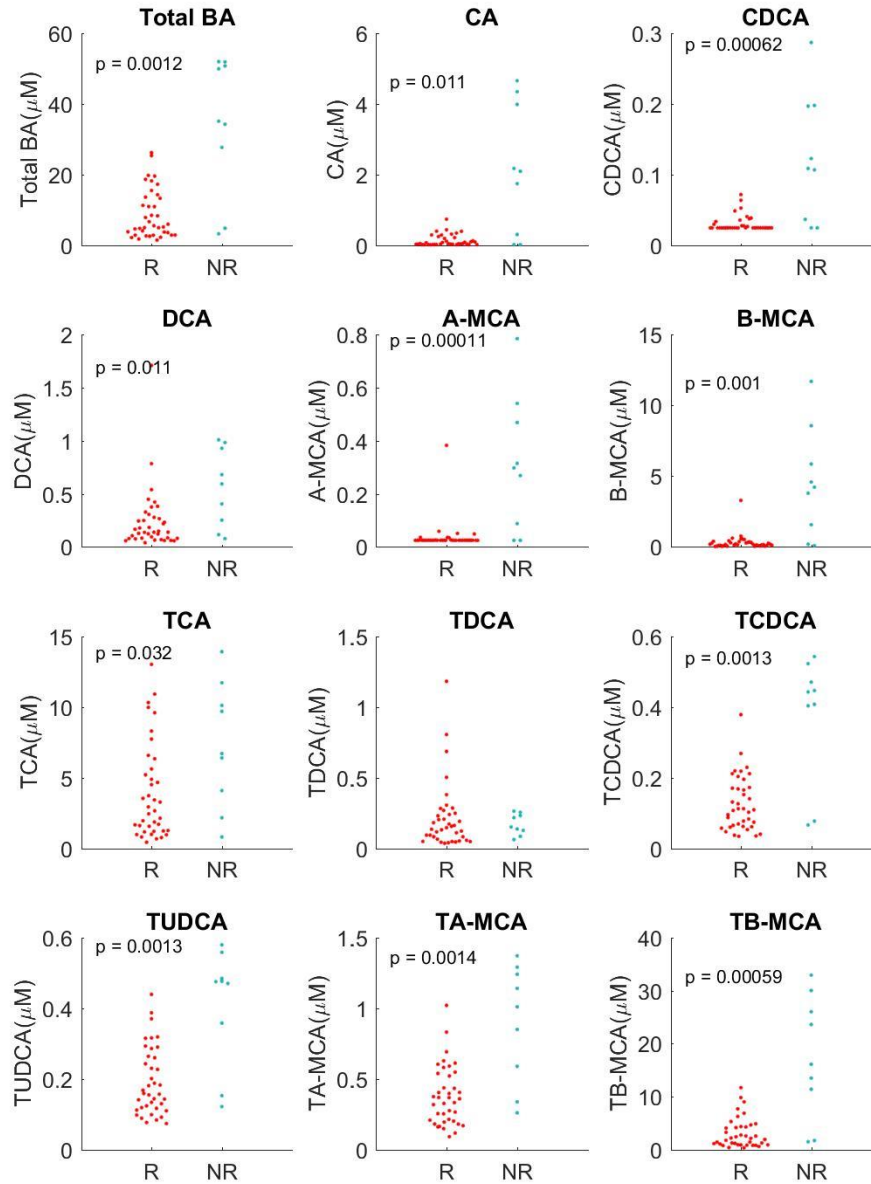 Total BA
60
40
20
0
Total BA(μM)
p = 0.0012
R NR
CA
6
4
2
0
CA(μM)
p = 0.011
R NR
CDCA
0.3
0.2
0.1
0
CDCA(μM)
p = 0.00062
R NR
DCA
2
1.5
1
0.5
0
DCA(μM)
p = 0.011
R NR
A-MCA
0.8
0.6
0.4
0.2
0
A-MCA(μM)
p = 0.00011
R NR
B-MCA
15
10
5
0
B-MCA(μM)
p = 0.001
R NR
TCA
15
10
5
0
TCA(μM)
p = 0.032
R NR
TDCA
1.5
1
0.5
0
TDCA(μM)
R NR
TCDCA
0.6
0.4
0.2
0
TCDCA(μM)
p = 0.0013
R NR
TUDCA
0.6
0.4
0.2
0
TUDCA(μM)
p = 0.0013
R NR
TA-MCA
1.5
1
0.5
0
TA-MCA(μM)
p = 0.0014
R NR
TB-MCA
40
30
20
10
0
TB-MCA(μM)
p = 0.00059
R NR